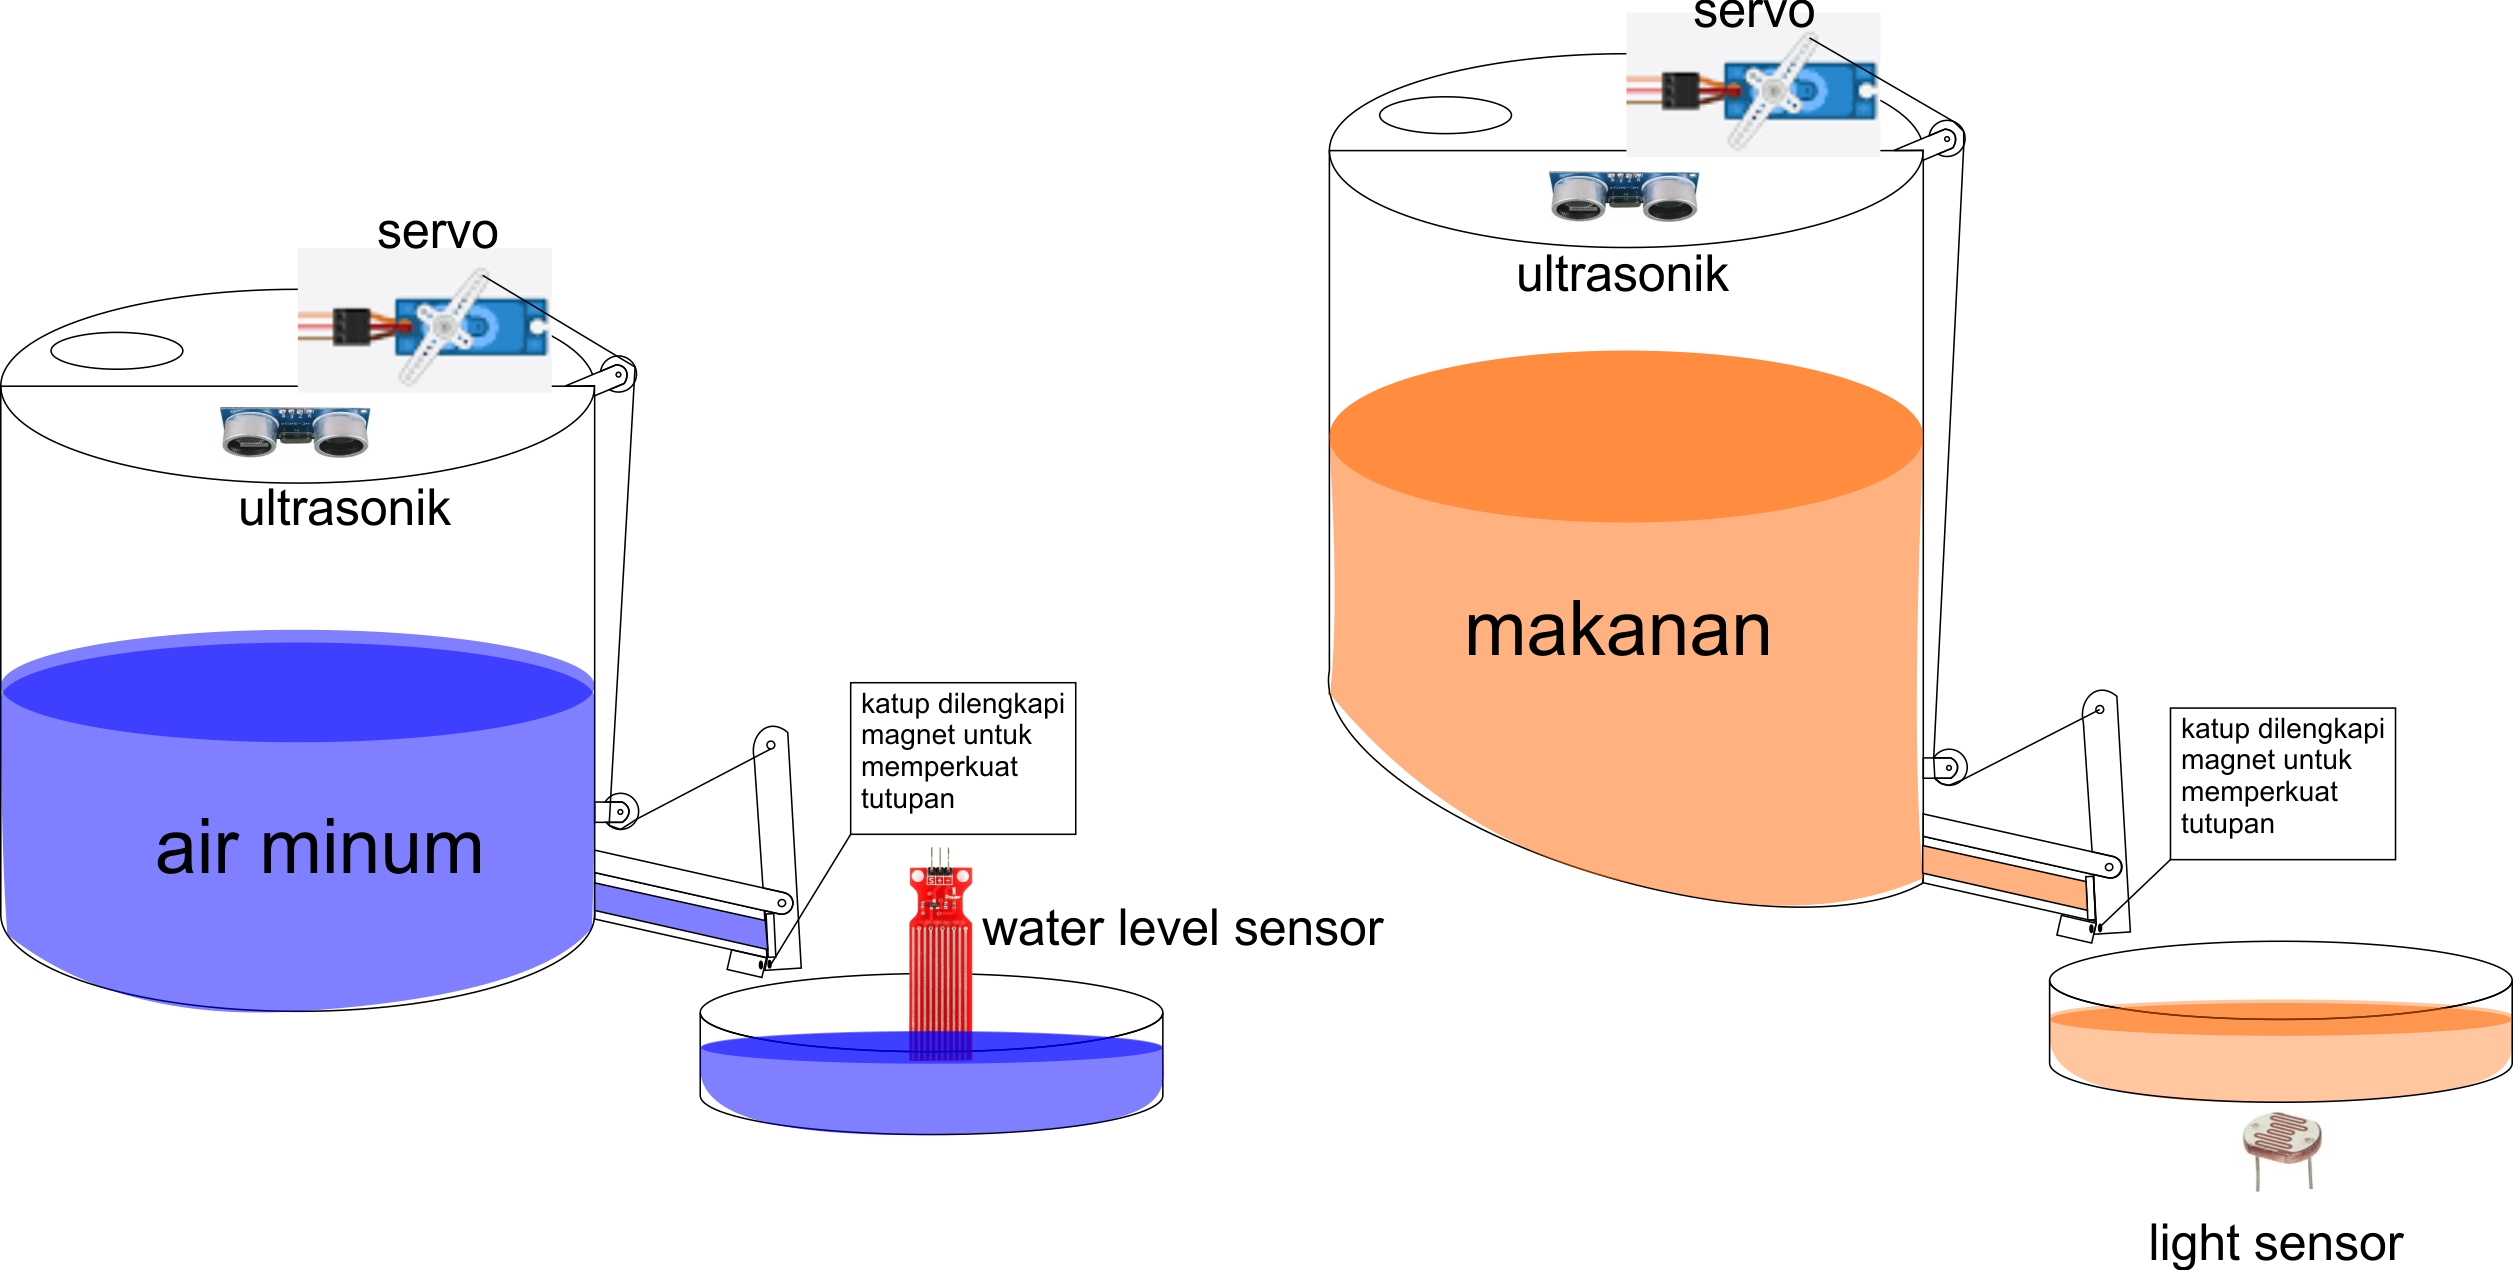 servo
ultrasonik
air minum
katup dilengkapi
magnet untuk
memperkuat
tutupan
water level sensor
servo
ultrasonik
makanan
katup dilengkapi
magnet untuk
memperkuat
tutupan
light sensor